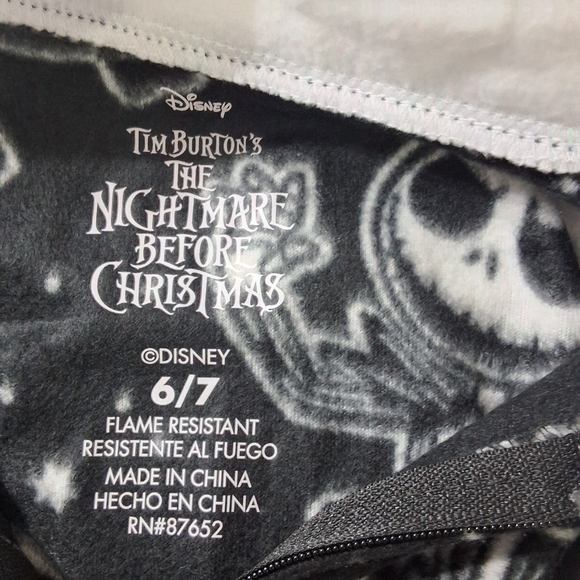 Disney
TIM BURTON'S
THE
NIGHTMARE
BEFORE
CHRISTMAS
©DISNEY
6/7
FLAME RESISTANT
RESISTENTE AL FUEGO
MADE IN CHINA
HECHO EN CHINA
RN#87652